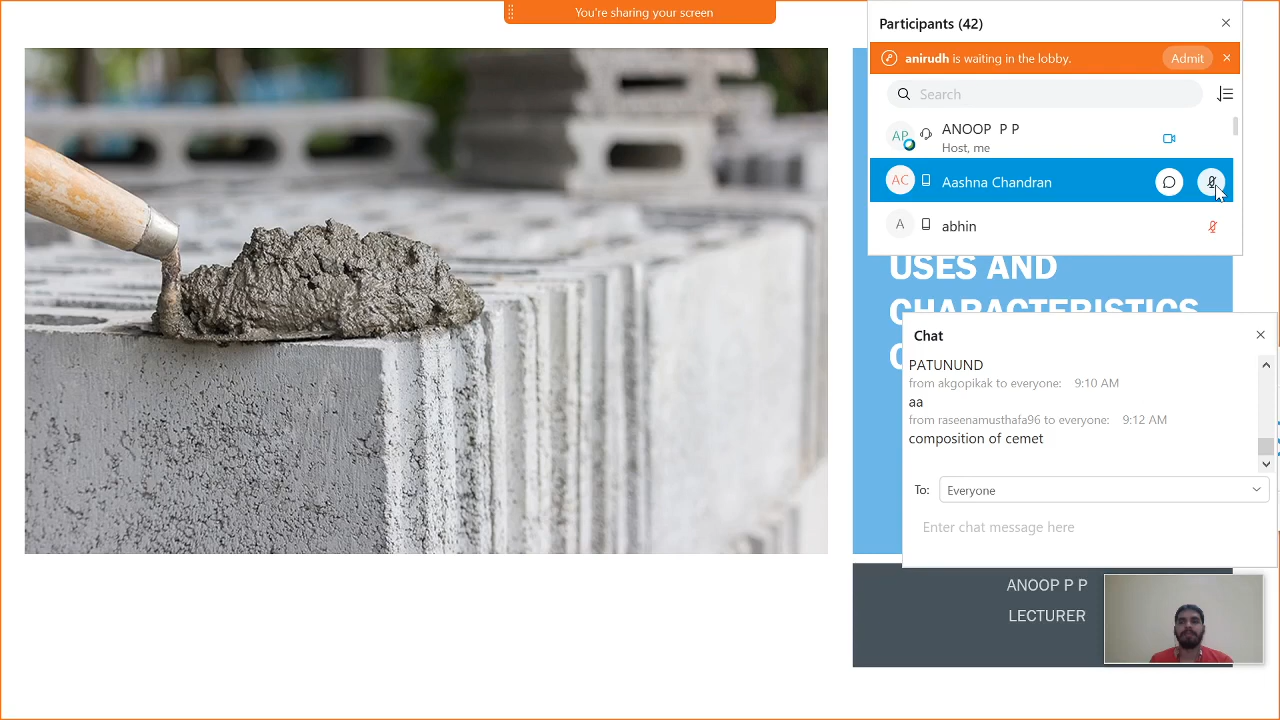 You're sharing your screen
Participants (42)
anirudh is waiting in the lobby.
Admit
Search
AP
ANOOP P P
Host, me
AC
Aashna Chandran
A
abhin
USES AND
CHARACTERISTICS
Chat
PATUNUND
from akgopikak to everyone: 9:10 AM
aa
from raseenamusthafa96 to everyone: 9:12 AM
composition of cemet
To:
Everyone
Enter chat message here
ANOOP P P
LECTURER